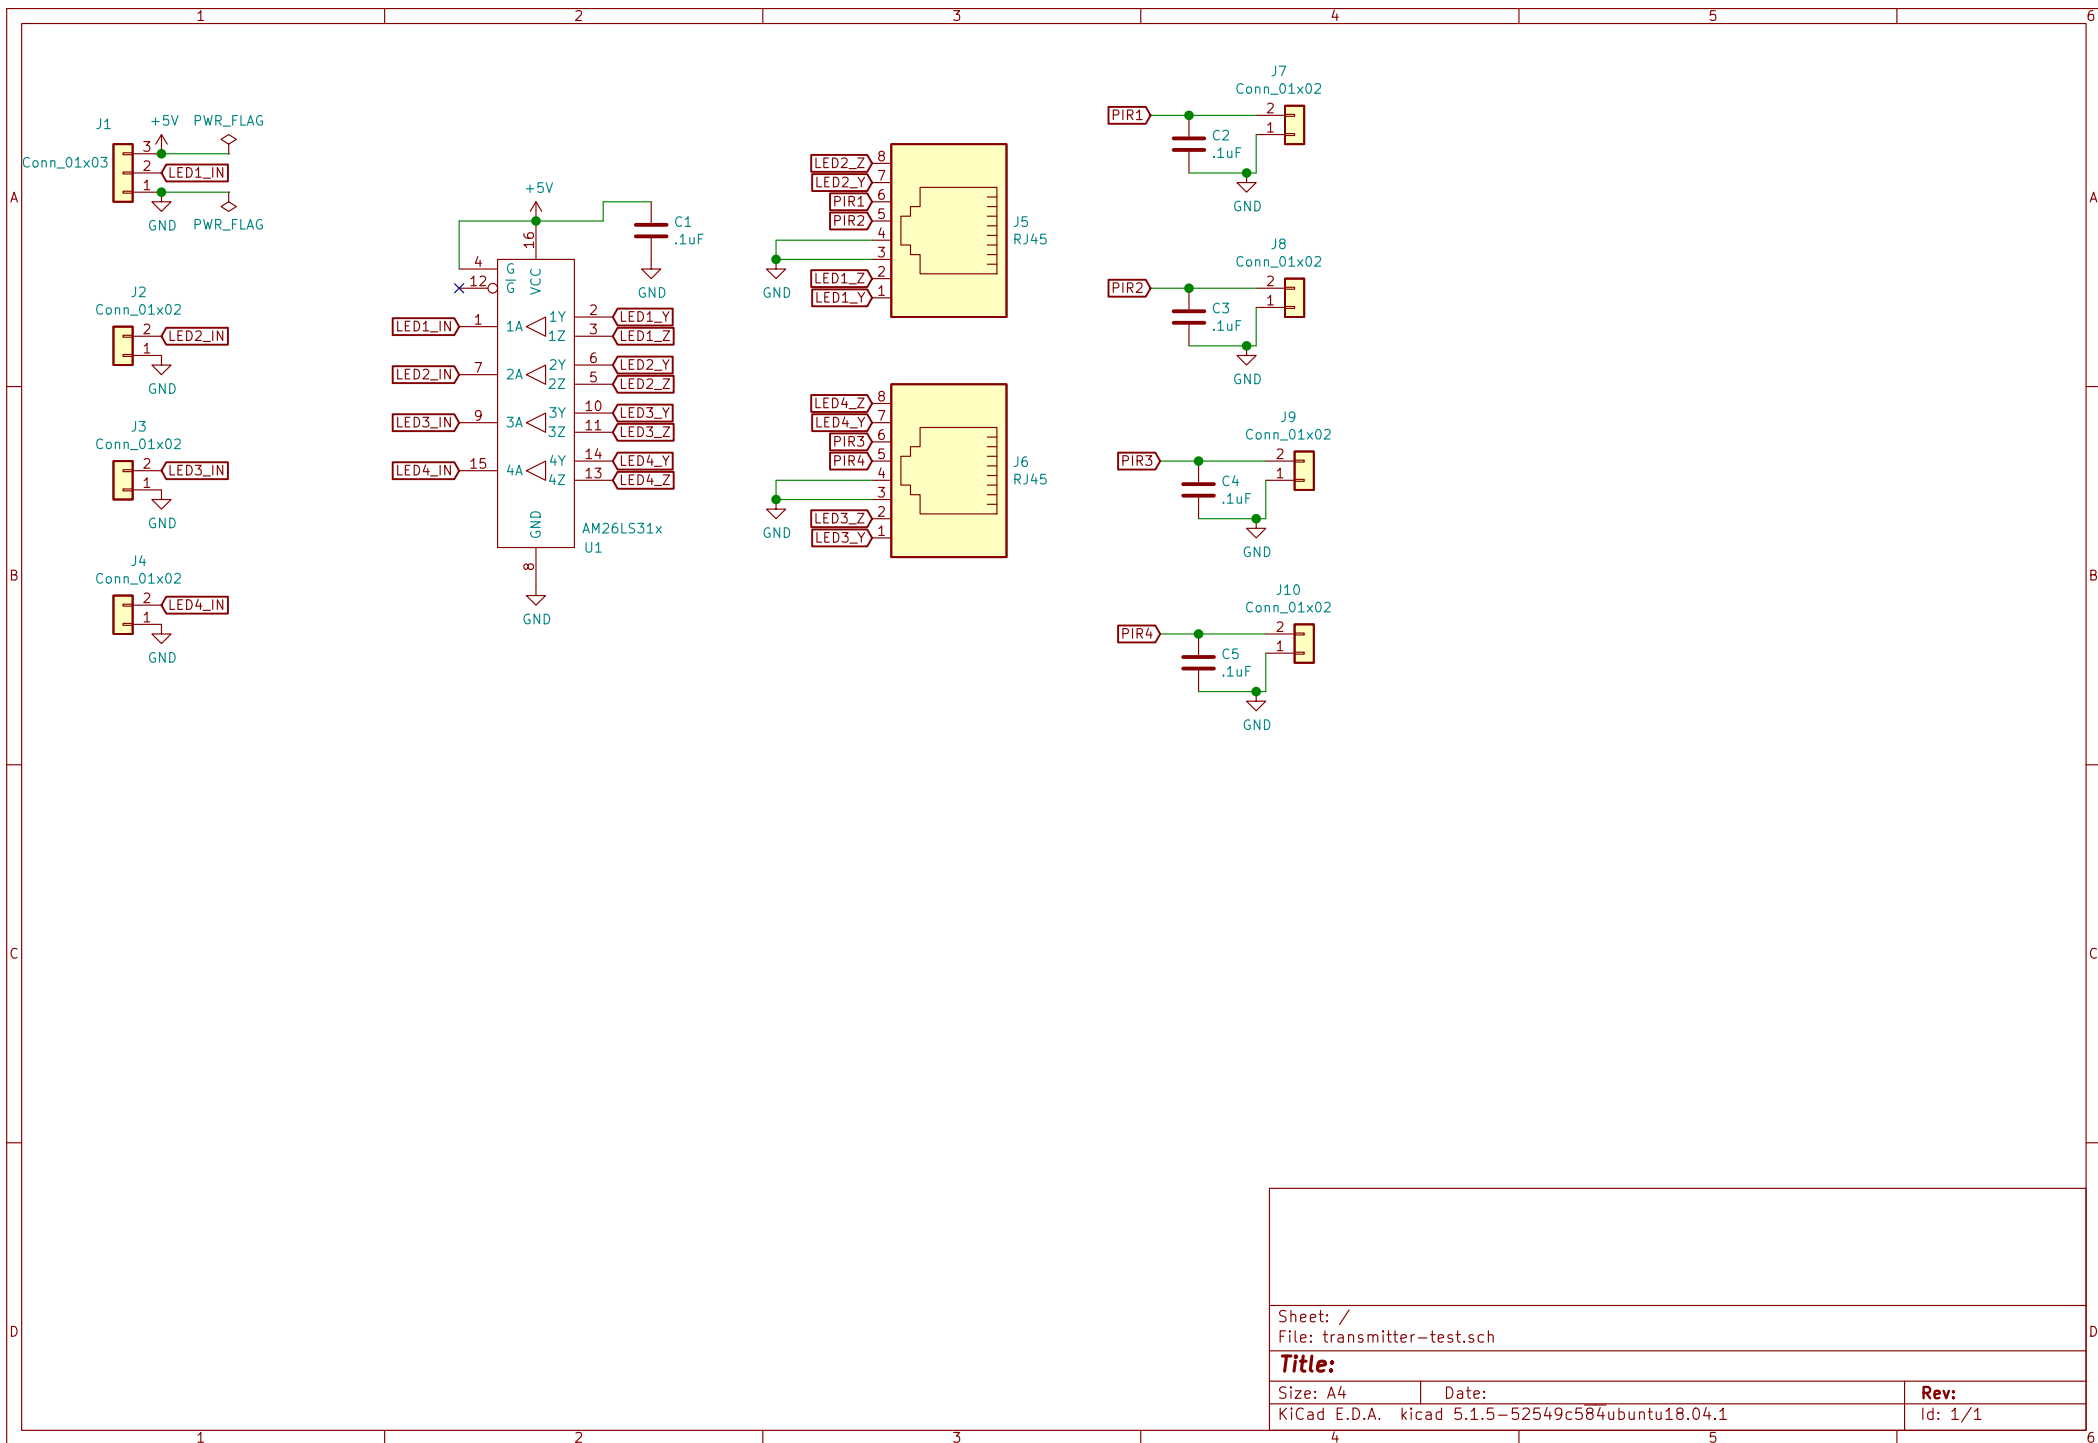 1 2 3 4 5 6
A
B
C
D
A
B
C
D
J1
Conn_01x03
+5V
PWR_FLAG
3
2
1
LED1_IN
GND
PWR_FLAG
J2
Conn_01x02
2
1
LED2_IN
GND
J3
Conn_01x02
2
1
LED3_IN
GND
J4
Conn_01x02
2
1
LED4_IN
GND
+5V
C1
.1uF
GND
16
VCC
4
G
12
G
LED1_IN 1 1A
1Y 2 LED1_Y
1Z 3 LED1_Z
LED2_IN 7 2A
2Y 6 LED2_Y
2Z 5 LED2_Z
LED3_IN 9 3A
3Y 10 LED3_Y
3Z 11 LED3_Z
LED4_IN 15 4A
4Y 14 LED4_Y
4Z 13 LED4_Z
GND
8
AM26LS31x
U1
GND
LED2_Z 8
LED2_Y 7
PIR1 6
PIR2 5
4
3
LED1_Z 2
LED1_Y 1
GND
J5
RJ45
LED4_Z 8
LED4_Y 7
PIR3 6
PIR4 5
4
3
LED3_Z 2
LED3_Y 1
GND
J6
RJ45
J7
Conn_01x02
PIR1
2
1
C2
.1uF
GND
J8
Conn_01x02
PIR2
2
1
C3
.1uF
GND
J9
Conn_01x02
PIR3
2
1
C4
.1uF
GND
J10
Conn_01x02
PIR4
2
1
C5
.1uF
GND
Sheet: /
File: transmitter-test.sch
Title:
Size: A4 Date: Rev:
KiCad E.D.A. kicad 5.1.5-52549c584ubuntu18.04.1 Id: 1/1
1 2 3 4 5 6